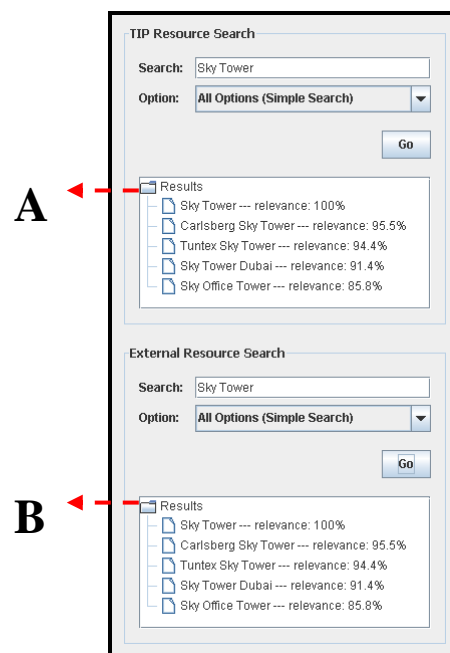 TIP Resource Search
Search: Sky Tower
Option: All Options (Simple Search)
Go
A
Results
Sky Tower --- relevance: 100%
Carlsberg Sky Tower --- relevance: 95.5%
Tuntex Sky Tower --- relevance: 94.4%
Sky Tower Dubai --- relevance: 91.4%
Sky Office Tower --- relevance: 85.8%
External Resource Search
Search: Sky Tower
Option: All Options (Simple Search)
Go
B
Results
Sky Tower --- relevance: 100%
Carlsberg Sky Tower --- relevance: 95.5%
Tuntex Sky Tower --- relevance: 94.4%
Sky Tower Dubai --- relevance: 91.4%
Sky Office Tower --- relevance: 85.8%